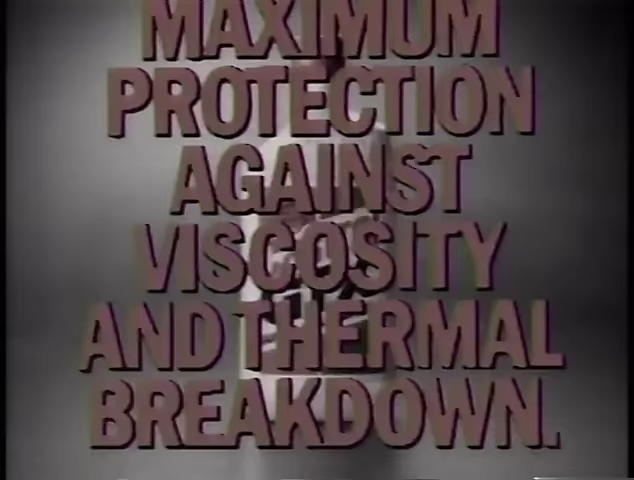 MAXIMUM
PROTECTION
AGAINST
VISCOSITY
AND THERMAL
BREAKDOWN.